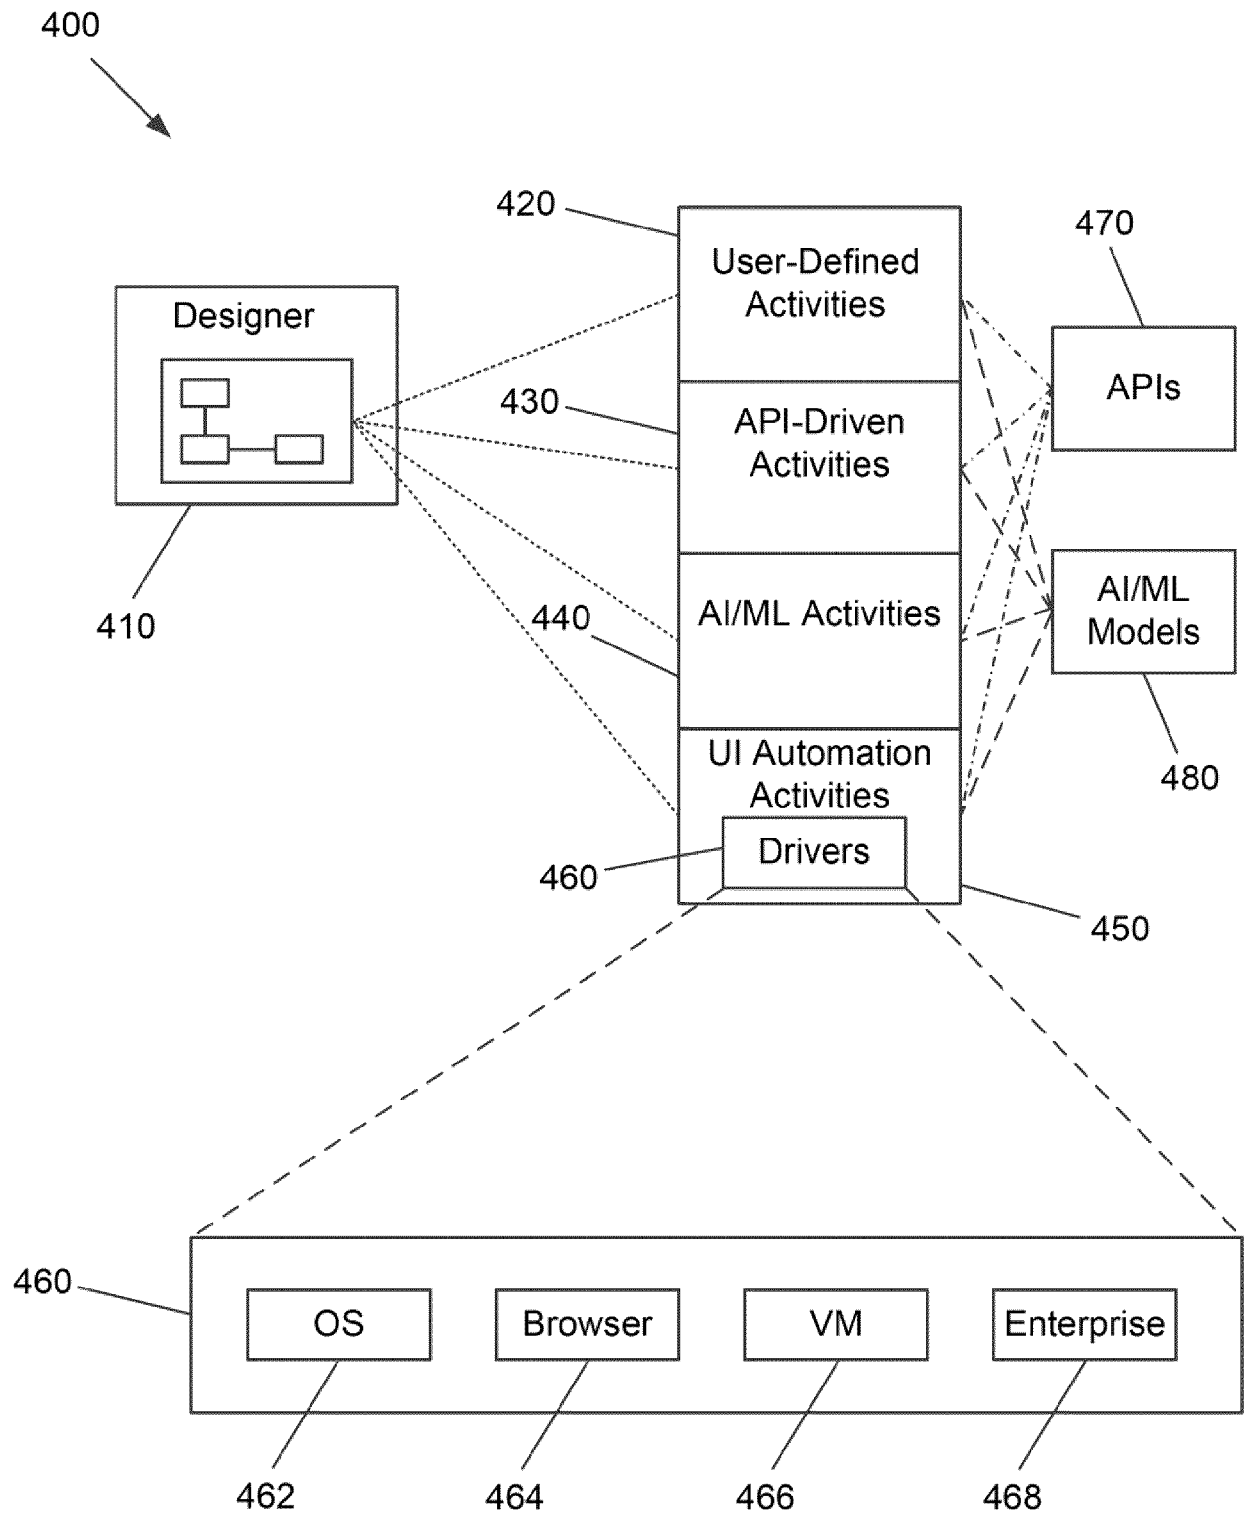 400
420
User-Defined
Activities
470
Designer
APIs
430
API-Driven
Activities
410
440
AI/ML Activities
AI/ML
Models
480
UI Automation
Activities
460
Drivers
450
460
OS
Browser
VM
Enterprise
462
464
466
468